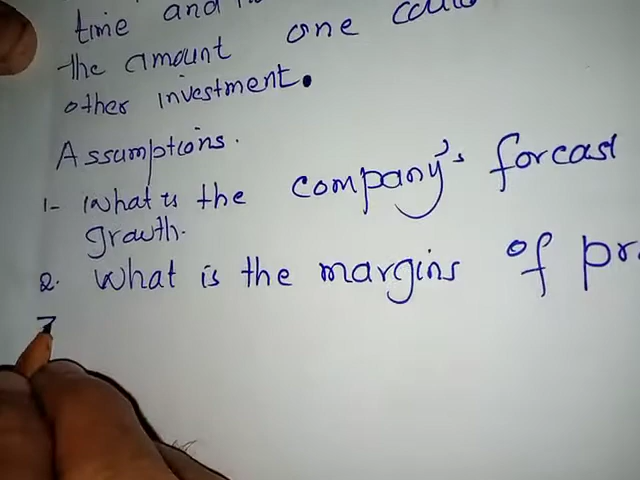 time and
the amount one could
other investment.
Assumptions.
1- What is the company's forcast
growth.
2. What is the margins of